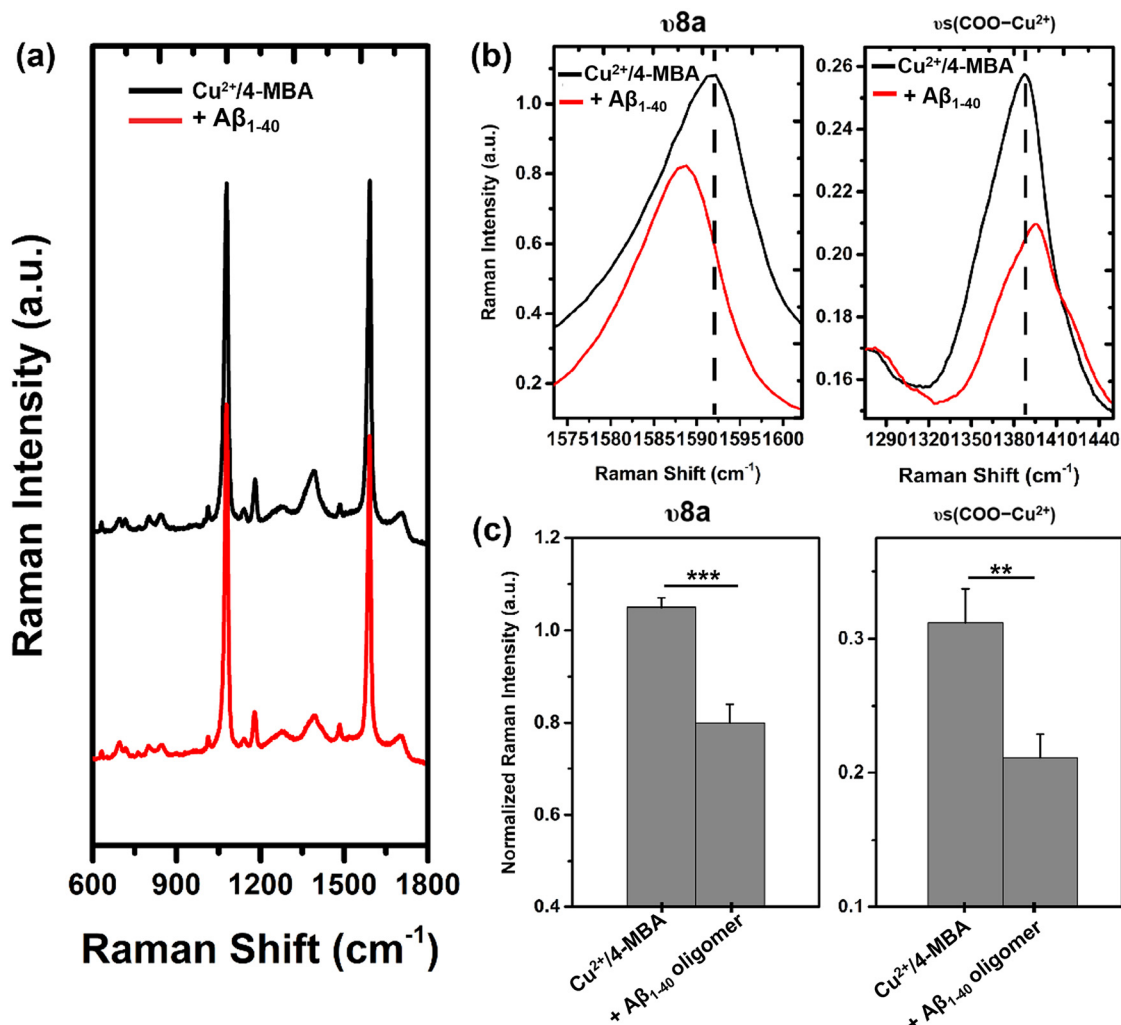 (a)
Cu²⁺/4-MBA
+ Aβ₁₋₄₀
Raman Intensity (a.u.)
600 900 1200 1500 1800
Raman Shift (cm⁻¹)
(b)
υ8a
Cu²⁺/4-MBA
+ Aβ₁₋₄₀
Raman Intensity (a.u.)
1.0
0.8
0.6
0.4
0.2
1575 1580 1585 1590 1595 1600
Raman Shift (cm⁻¹)
υs(COO−Cu²⁺)
Cu²⁺/4-MBA
+ Aβ₁₋₄₀
0.26
0.24
0.22
0.20
0.18
0.16
1290 1320 1350 1380 1410 1440
Raman Shift (cm⁻¹)
(c)
υ8a
Normalized Raman Intensity (a.u.)
1.2
1.0
0.8
0.6
0.4
***
Cu²⁺/4-MBA
+ Aβ₁₋₄₀ oligomer
υs(COO−Cu²⁺)
0.3
0.2
0.1
**
Cu²⁺/4-MBA
+ Aβ₁₋₄₀ oligomer